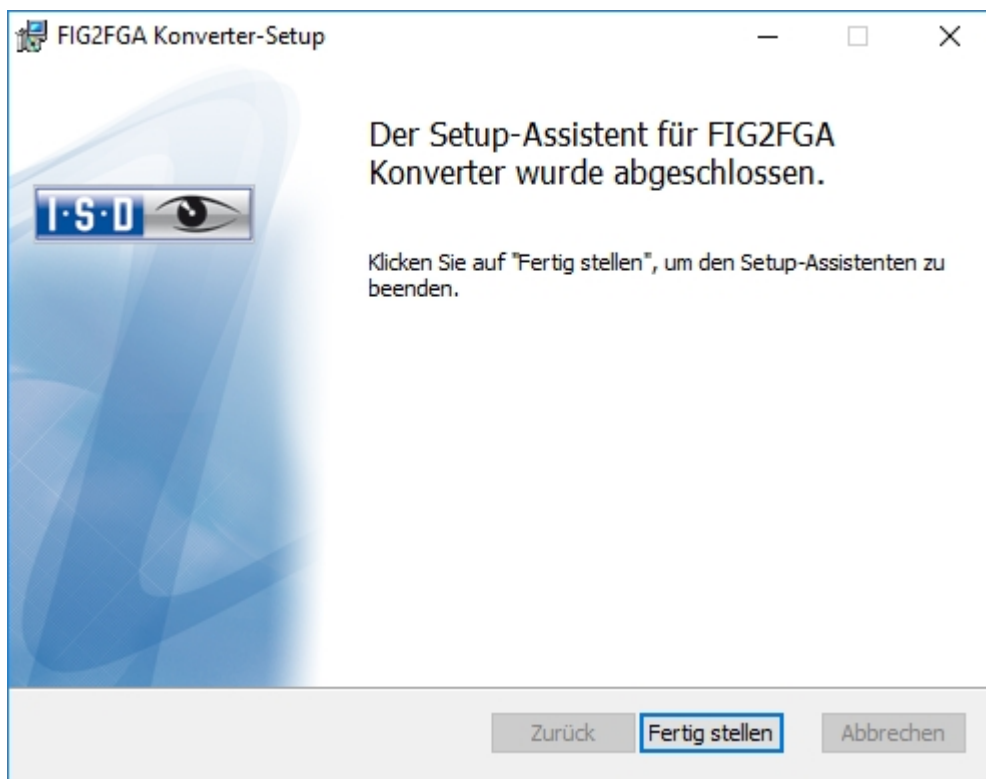 FIG2FGA Konverter-Setup
Der Setup-Assistent für FIG2FGA
Konverter wurde abgeschlossen.
I·S·D
Klicken Sie auf "Fertig stellen", um den Setup-Assistenten zu
beenden.
Zurück Fertig stellen Abbrechen